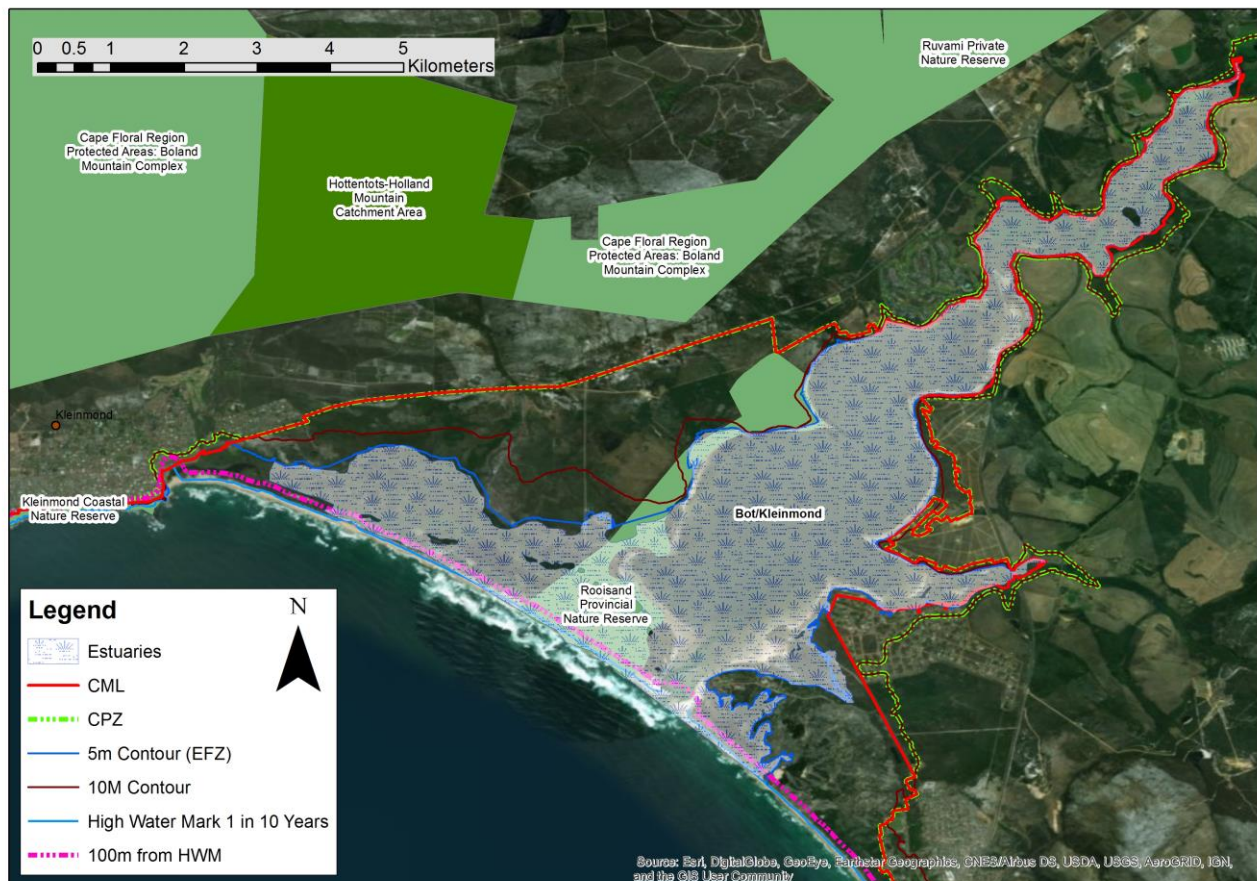 0 0.5 1 2 3 4 5
Kilometers
Ruvami Private
Nature Reserve
Cape Floral Region
Protected Areas: Boland
Mountain Complex
Hottentots-Holland
Mountain
Catchment Area
Cape Floral Region
Protected Areas: Boland
Mountain Complex
Kleinmond
Kleinmond Coastal
Nature Reserve
Bot/Kleinmond
Rooisand
Provincial
Nature Reserve
Legend
N
Estuaries
CML
CPZ
5m Contour (EFZ)
10M Contour
High Water Mark 1 in 10 Years
100m from HWM
Source: Esri, DigitalGlobe, GeoEye, Earthstar Geographics, CNES/Airbus DS, USDA, USGS, AeroGRID, IGN,
and the GIS User Community